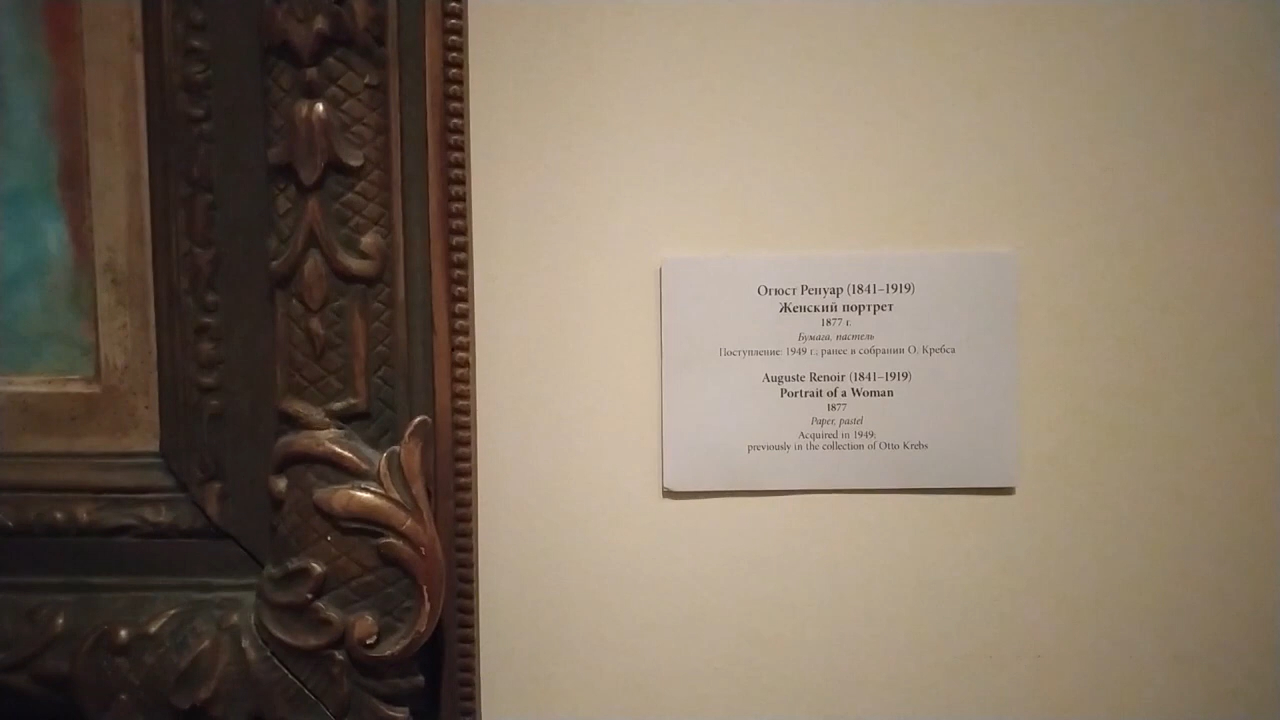 Огюст Ренуар (1841–1919)
Женский портрет
1877 г.
Бумага, пастель
Поступление: 1949 г.; ранее в собрании О. Кребса
Auguste Renoir (1841–1919)
Portrait of a Woman
1877
Paper, pastel
Acquired in 1949;
previously in the collection of Otto Krebs